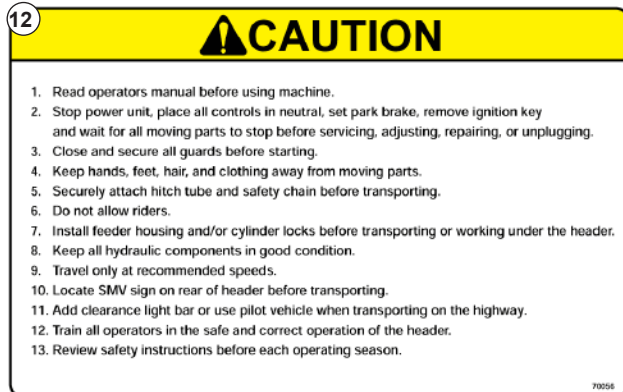 12
CAUTION
1. Read operators manual before using machine.
2. Stop power unit, place all controls in neutral, set park brake, remove ignition key
and wait for all moving parts to stop before servicing, adjusting, repairing, or unplugging.
3. Close and secure all guards before starting.
4. Keep hands, feet, hair, and clothing away from moving parts.
5. Securely attach hitch tube and safety chain before transporting.
6. Do not allow riders.
7. Install feeder housing and/or cylinder locks before transporting or working under the header.
8. Keep all hydraulic components in good condition.
9. Travel only at recommended speeds.
10. Locate SMV sign on rear of header before transporting.
11. Add clearance light bar or use pilot vehicle when transporting on the highway.
12. Train all operators in the safe and correct operation of the header.
13. Review safety instructions before each operating season.
70056